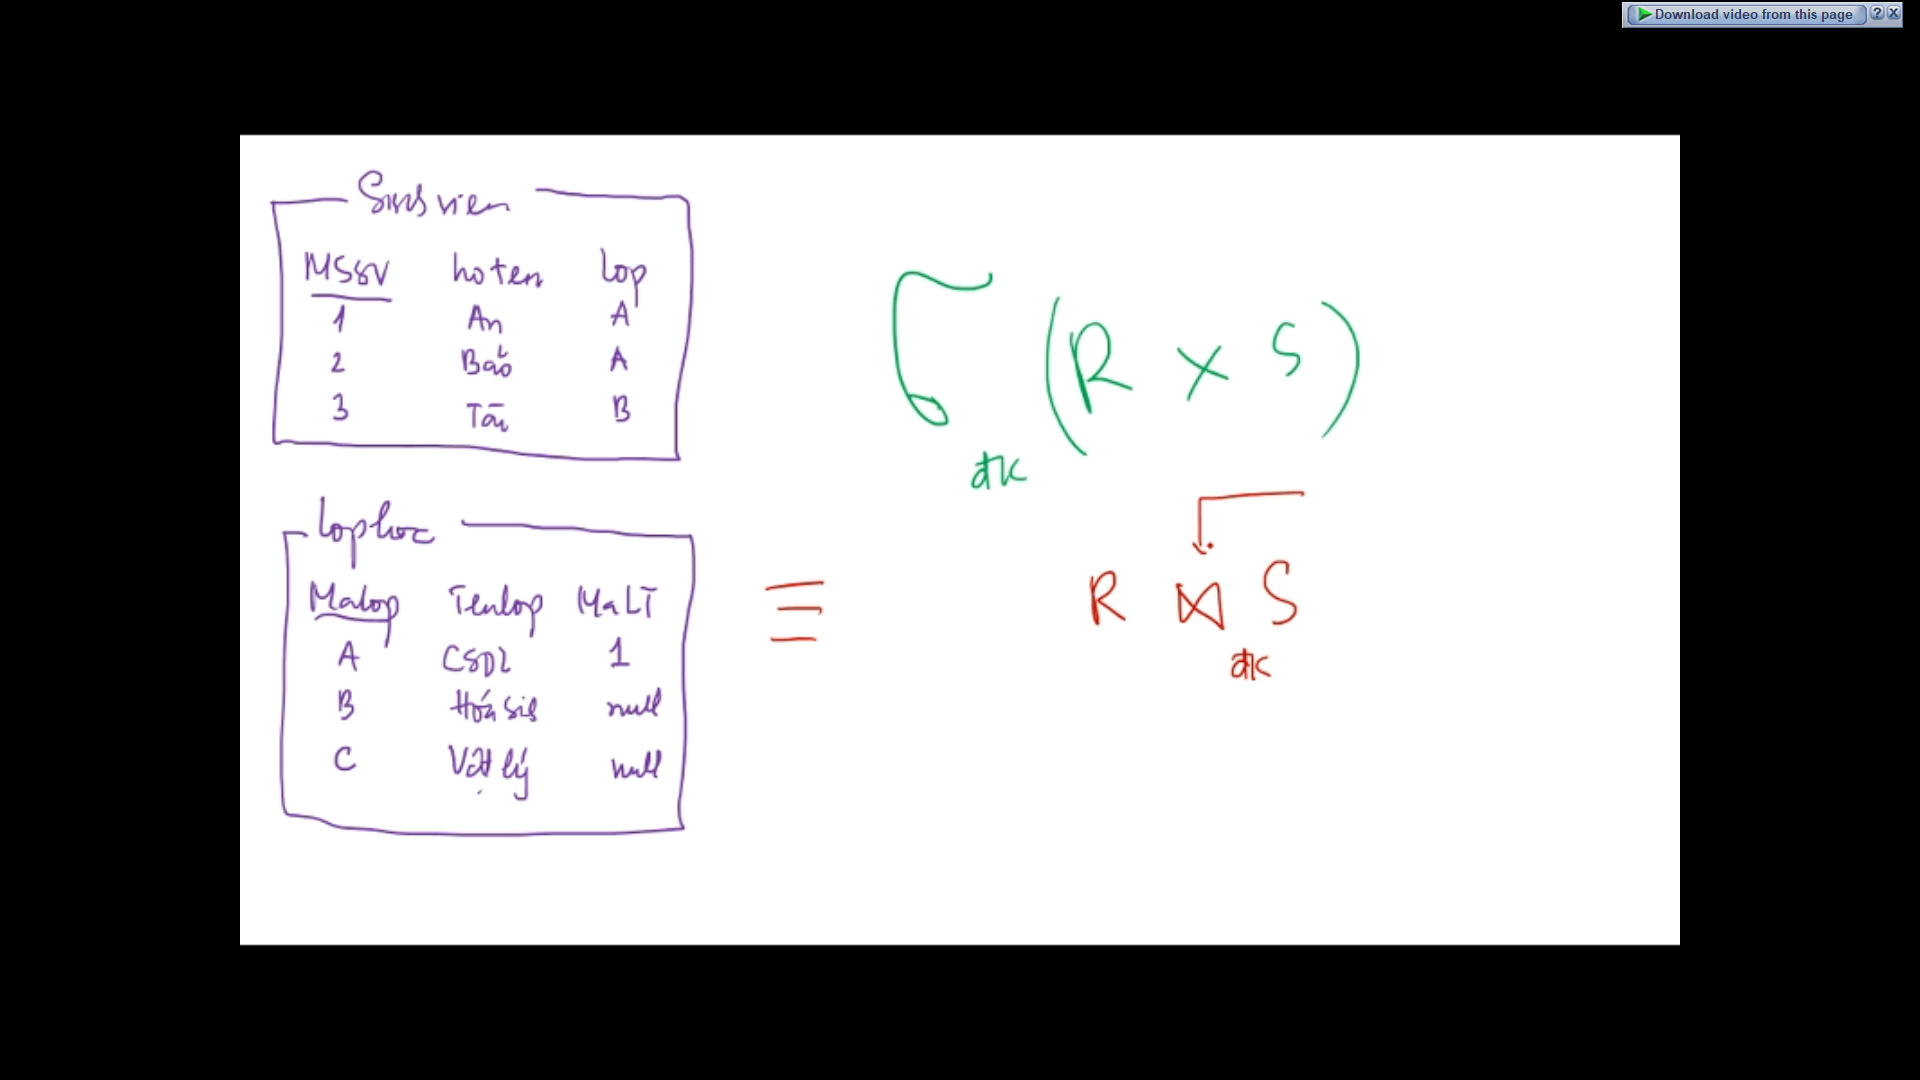 Download video from this page
Sinh vien
MSSV hoten lop
1 An A
2 Bảo A
3 Tài B
Lophoc
Malop Tenlop MaLT
A CSDL 1
B Hóa sinh null
C Vật lý null
σ đk (R × S)
≡ R ⋈ đk S